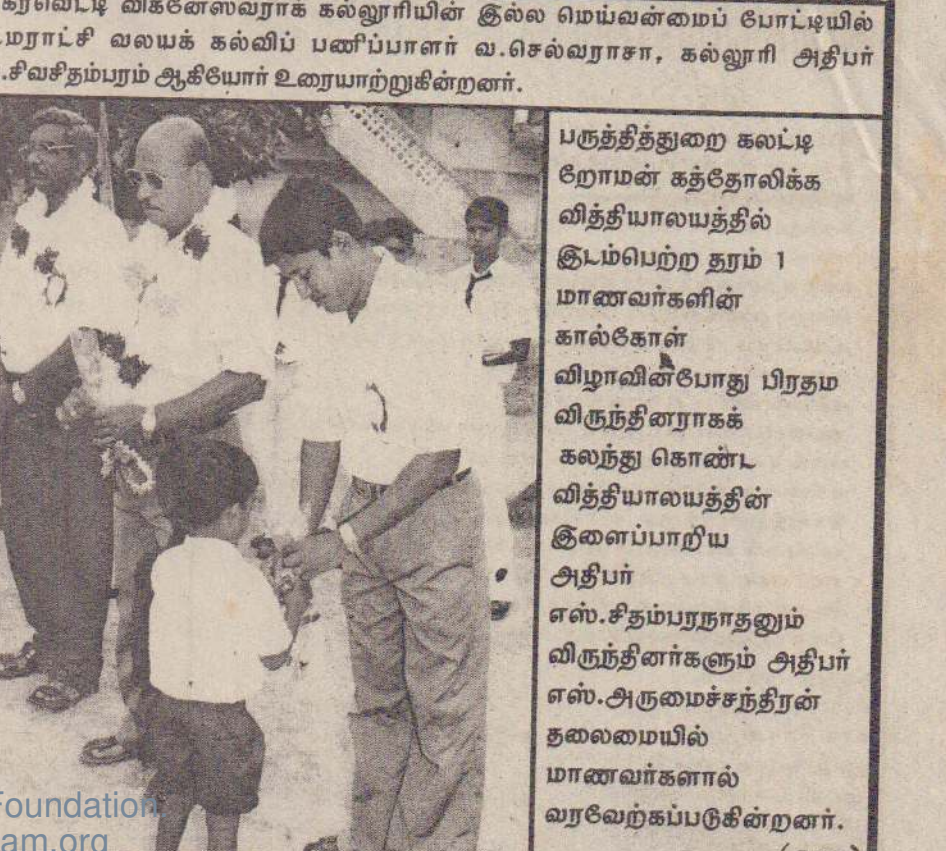 கரவெட்டி விக்னேஸ்வராக் கல்லூரியின் இல்ல மெய்வன்மைப் போட்டியில்
மராட்சி வலயக் கல்விப் பணிப்பாளர் வ.செல்வராசா, கல்லூரி அதிபர்
.சிவசிதம்பரம் ஆகியோர் உரையாற்றுகின்றனர்.
பருத்தித்துறை கலட்டி
றோமன் கத்தோலிக்க
வித்தியாலயத்தில்
இடம்பெற்ற தரம் 1
மாணவர்களின்
கால்கோள்
விழாவின்போது பிரதம
விருந்தினராகக்
கலந்து கொண்ட
வித்தியாலயத்தின்
இளைப்பாறிய
அதிபர்
எஸ்.சிதம்பரநாதனும்
விருந்தினர்களும் அதிபர்
எஸ்.அருமைச்சந்திரன்
தலைமையில்
மாணவர்களால்
வரவேற்கப்படுகின்றனர்.
Foundation
am.org